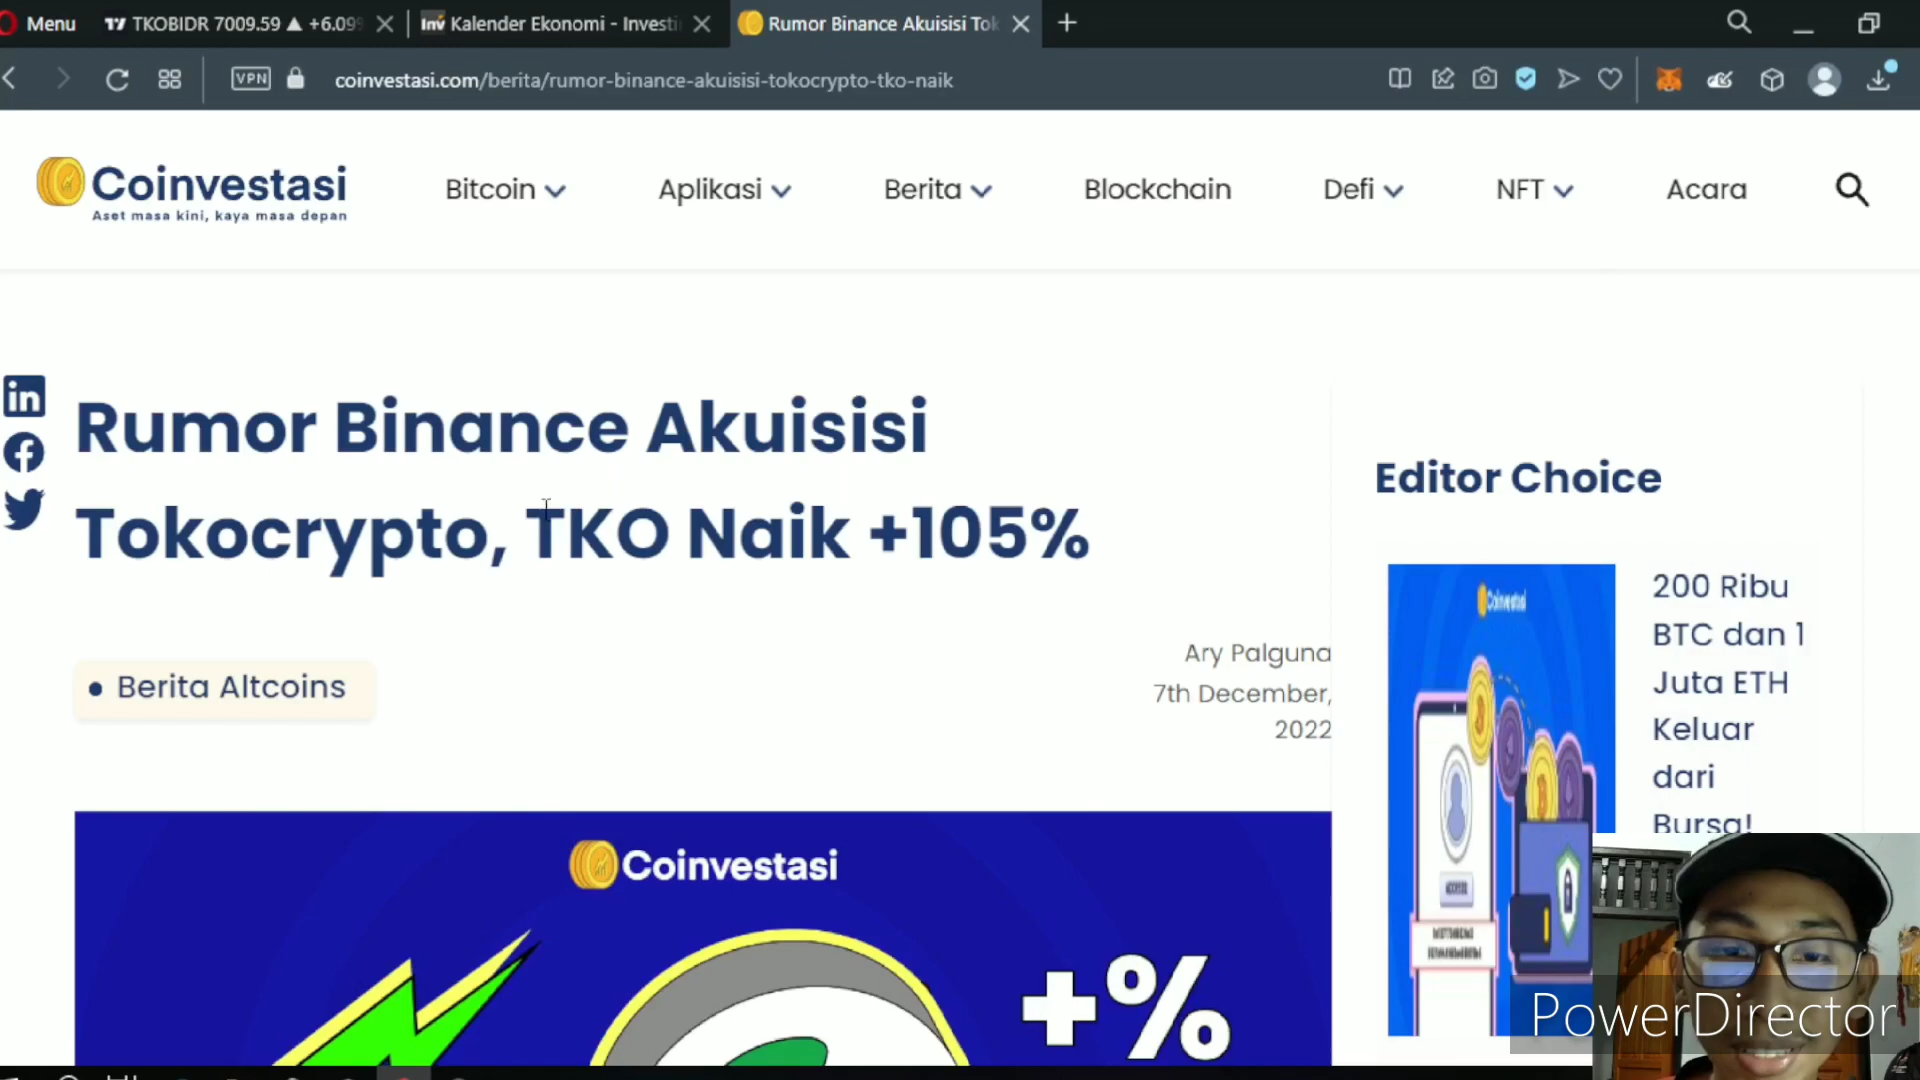 Menu
TKOBIDR 7009.59 ▲ +6.09
Kalender Ekonomi - Investi
Rumor Binance Akuisisi Tok
VPN
coinvestasi.com/berita/rumor-binance-akuisisi-tokocrypto-tko-naik
Coinvestasi
Aset masa kini, kaya masa depan
Bitcoin
Aplikasi
Berita
Blockchain
Defi
NFT
Acara
Rumor Binance Akuisisi
Tokocrypto, TKO Naik +105%
Berita Altcoins
Ary Palguna
7th December,
2022
Coinvestasi
+%
Editor Choice
Coinvestasi
200 Ribu
BTC dan 1
Juta ETH
Keluar
dari
Bursa!
PowerDirector